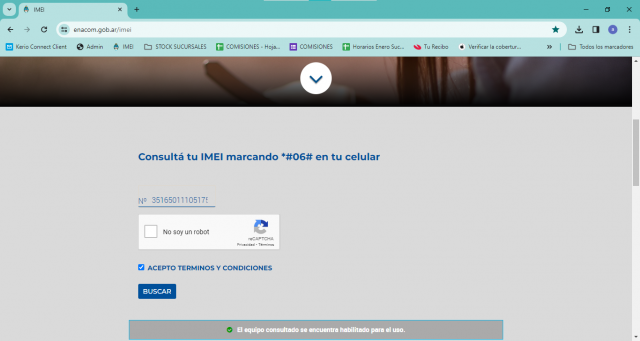 IMEI
enacom.gob.ar/imei
Kerio Connect Client
Admin
IMEI
STOCK SUCURSALES
COMISIONES - Hoja...
COMISIONES
Horarios Enero Suc...
Tu Recibo
Verificar la cobertur...
»
Todos los marcadores
Consultá tu IMEI marcando *#06# en tu celular
Nº 35165011105175
No soy un robot
reCAPTCHA
Privacidad - Términos
ACEPTO TERMINOS Y CONDICIONES
BUSCAR
El equipo consultado se encuentra habilitado para el uso.